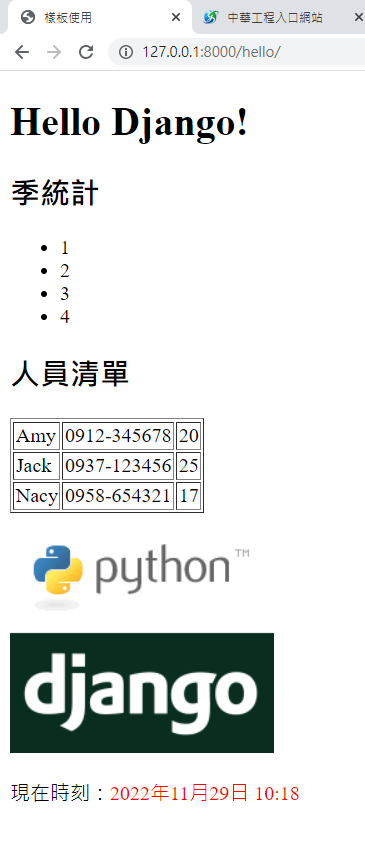 樣板使用
中華工程入口網站
127.0.0.1:8000/hello/
Hello Django!
季統計
1
2
3
4
人員清單
Amy 0912-345678 20
Jack 0937-123456 25
Nacy 0958-654321 17
python™
django
現在時刻：2022年11月29日 10:18